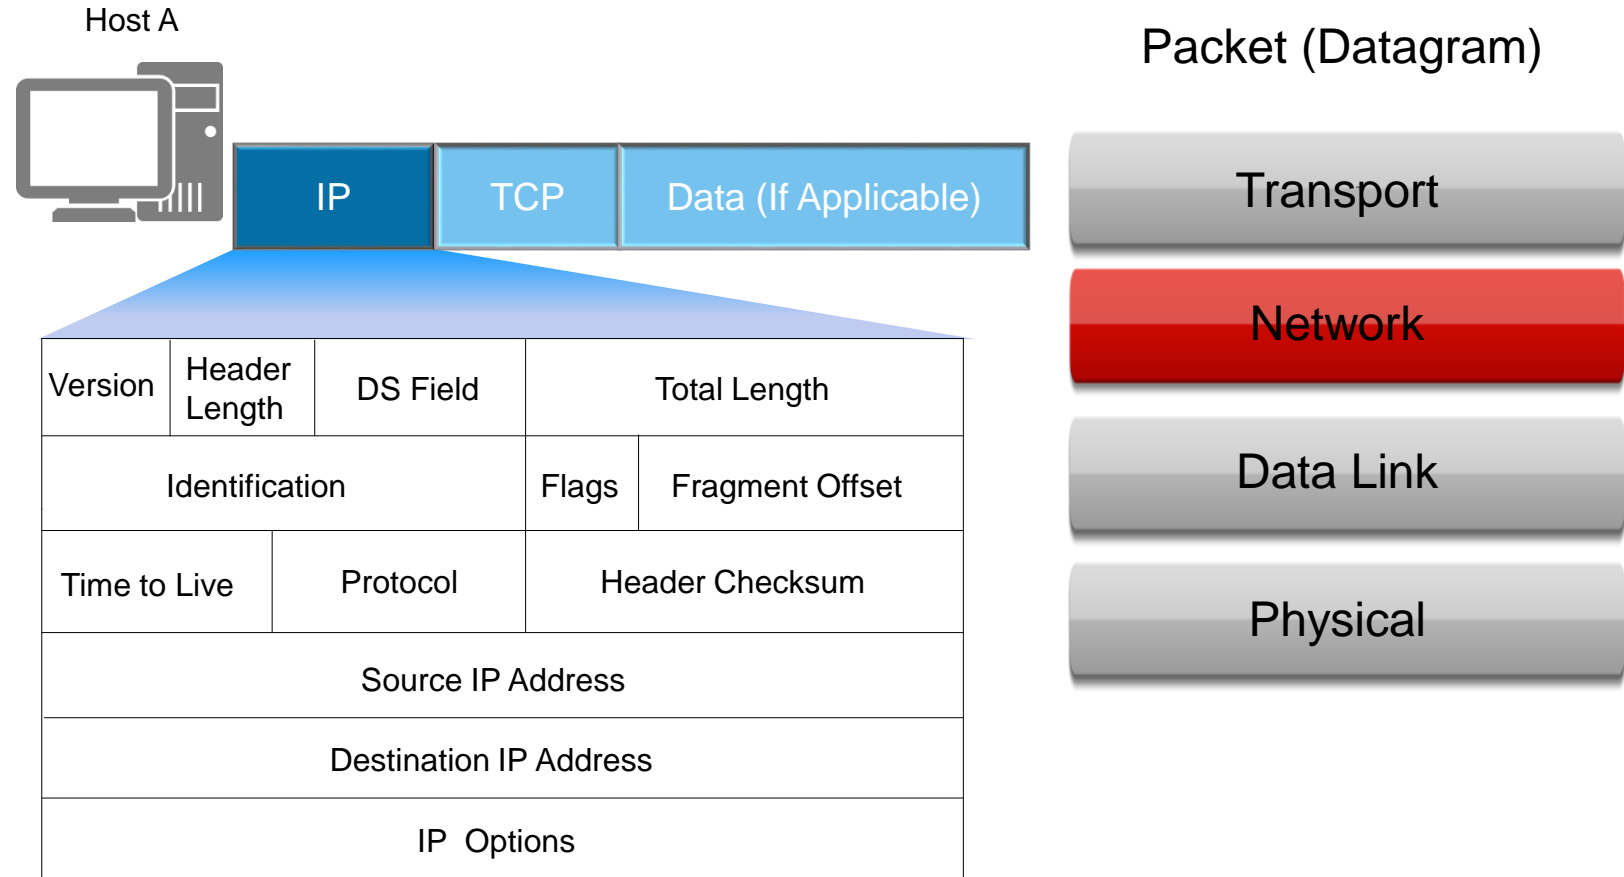 Host A
Packet (Datagram)
IP
TCP
Data (If Applicable)
Transport
Network
Data Link
Physical
Version
Header
Length
DS Field
Total Length
Identification
Flags
Fragment Offset
Time to Live
Protocol
Header Checksum
Source IP Address
Destination IP Address
IP Options